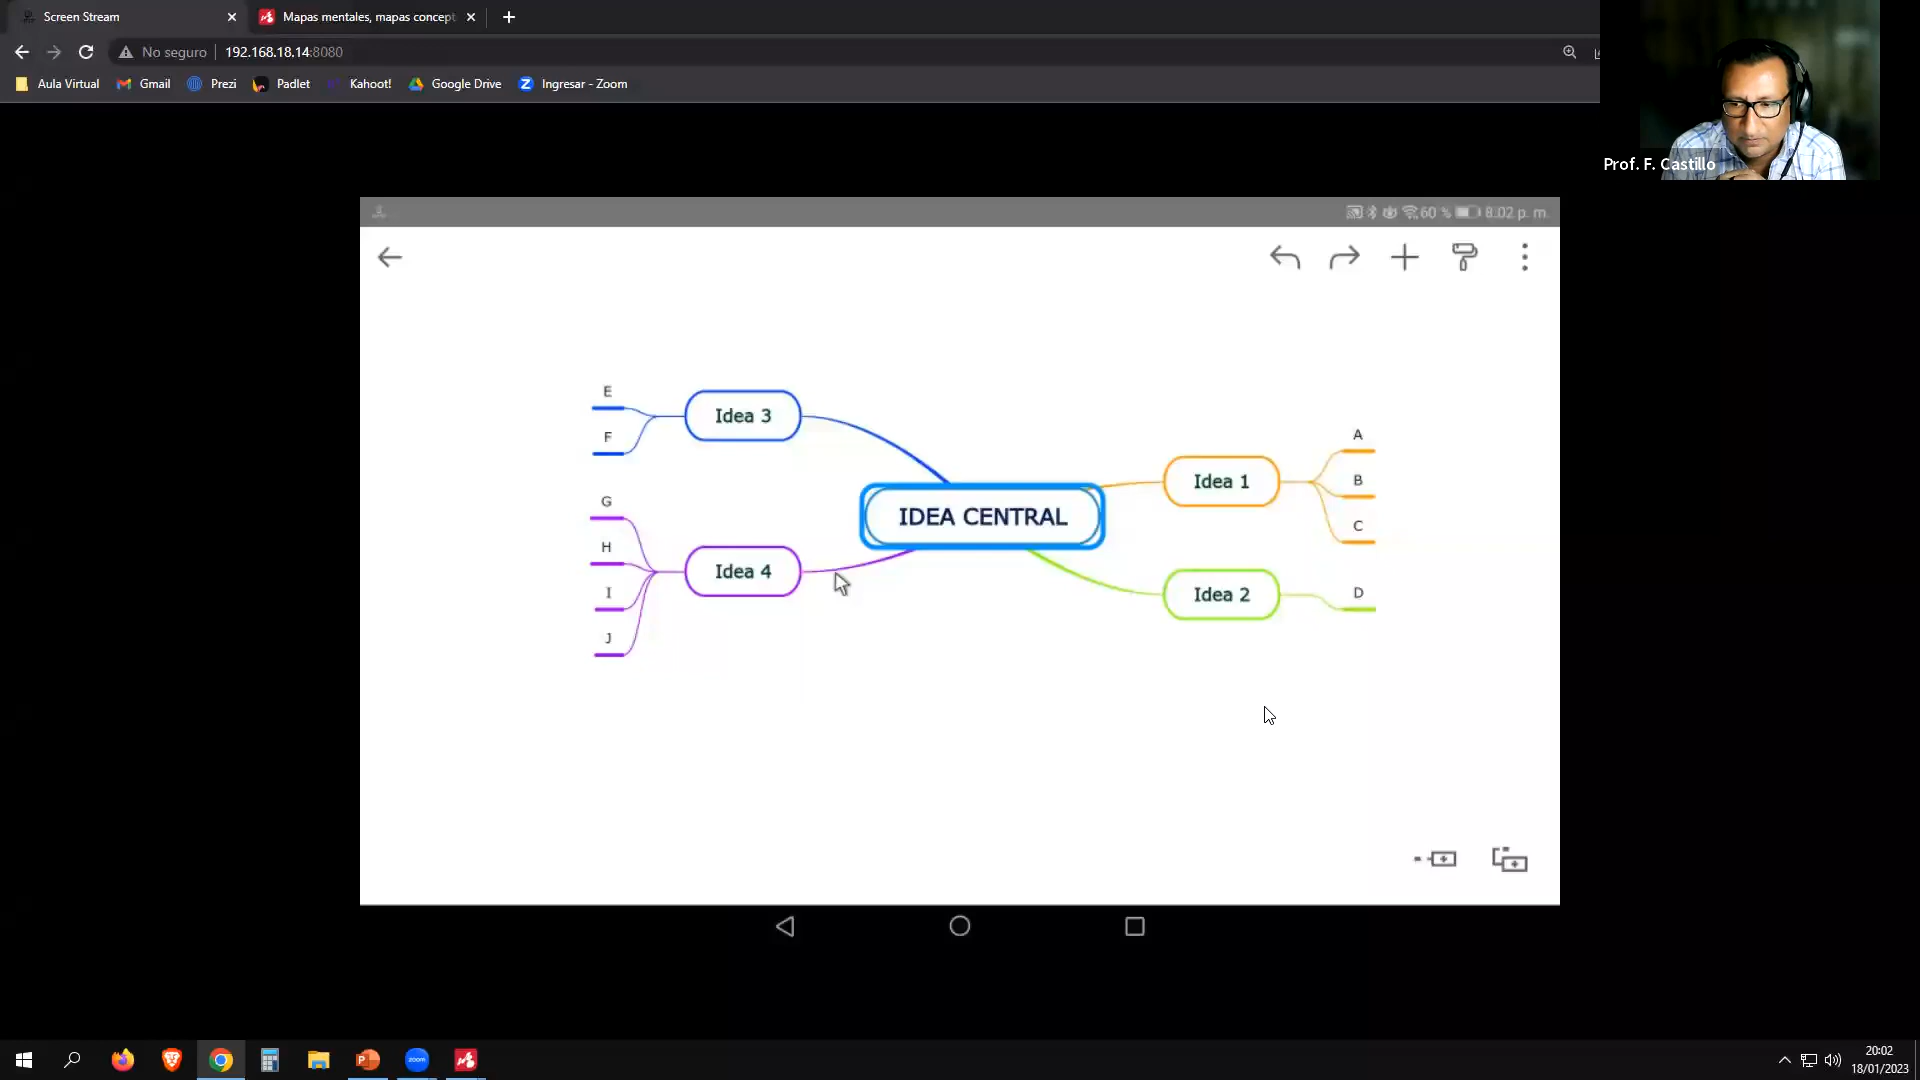 Screen Stream
Mapas mentales, mapas concept
No seguro
192.168.18.14:8080
Aula Virtual
Gmail
Prezi
Padlet
Kahoot!
Google Drive
Ingresar - Zoom
Prof. F. Castillo
60 %
8.02 p. m.
E
Idea 3
F
A
Idea 1
B
C
G
IDEA CENTRAL
H
Idea 4
I
J
Idea 2
D
zoom
20:02
18/01/2023